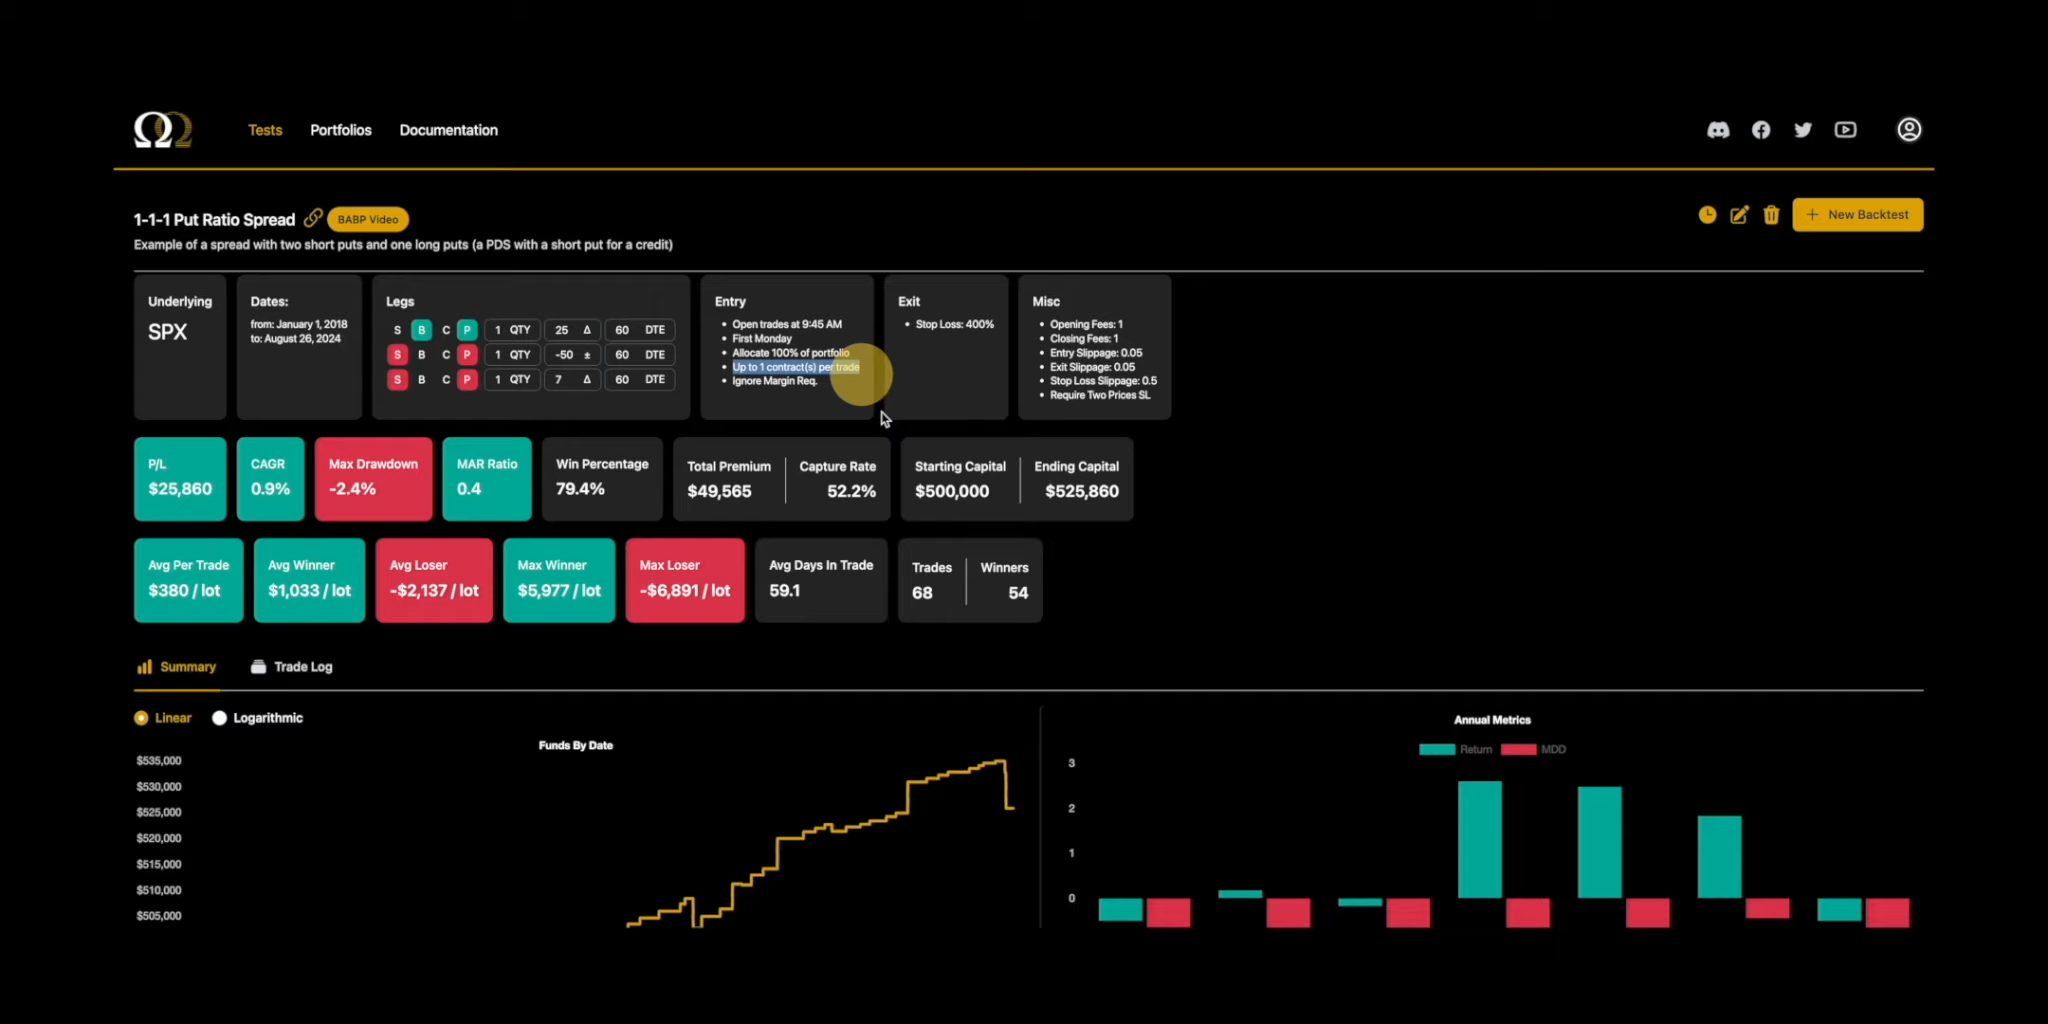 Tests Portfolios Documentation
1-1-1 Put Ratio Spread BABP Video
+ New Backtest
Example of a spread with two short puts and one long puts (a PDS with a short put for a credit)
Underlying
SPX
Dates:
from: January 1, 2018
to: August 26, 2024
Legs
S B C P 1 QTY 25 Δ 60 DTE
S B C P 1 QTY -50 ± 60 DTE
S B C P 1 QTY 7 Δ 60 DTE
Entry
• Open trades at 9:45 AM
• First Monday
• Allocate 100% of portfolio
• Up to 1 contract(s) per trade
• Ignore Margin Req.
Exit
• Stop Loss: 400%
Misc
• Opening Fees: 1
• Closing Fees: 1
• Entry Slippage: 0.05
• Exit Slippage: 0.05
• Stop Loss Slippage: 0.5
• Require Two Prices SL
P/L
$25,860
CAGR
0.9%
Max Drawdown
-2.4%
MAR Ratio
0.4
Win Percentage
79.4%
Total Premium
$49,565
Capture Rate
52.2%
Starting Capital
$500,000
Ending Capital
$525,860
Avg Per Trade
$380 / lot
Avg Winner
$1,033 / lot
Avg Loser
-$2,137 / lot
Max Winner
$5,977 / lot
Max Loser
-$6,891 / lot
Avg Days In Trade
59.1
Trades
68
Winners
54
Summary Trade Log
Linear Logarithmic
Funds By Date
$535,000
$530,000
$525,000
$520,000
$515,000
$510,000
$505,000
Annual Metrics
Return MDD
3
2
1
0